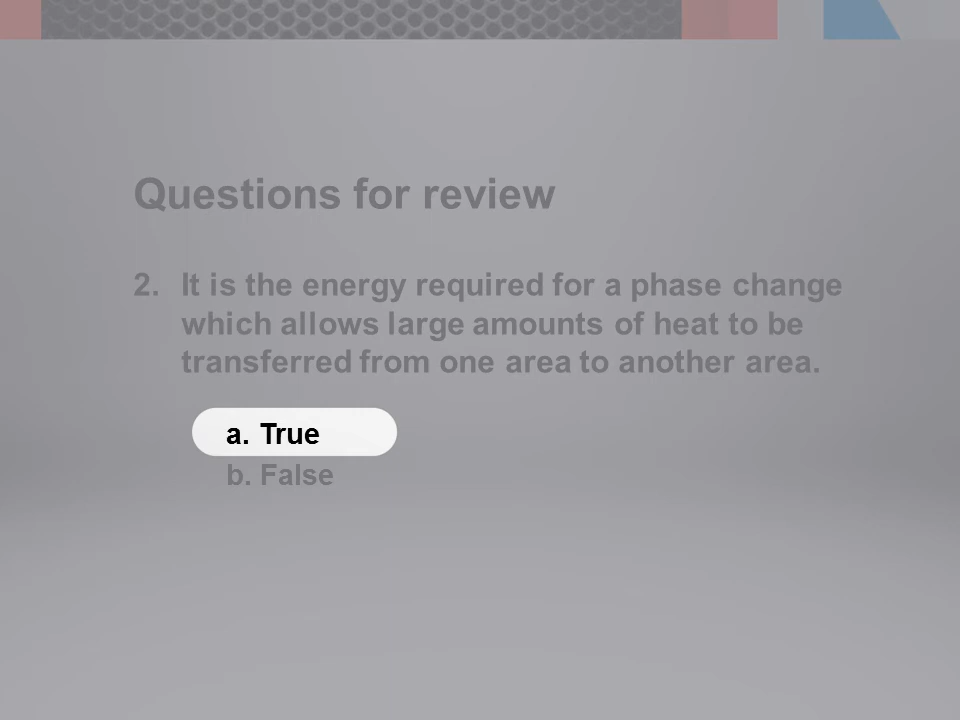 Questions for review
2. It is the energy required for a phase change
which allows large amounts of heat to be
transferred from one area to another area.
a. True
b. False